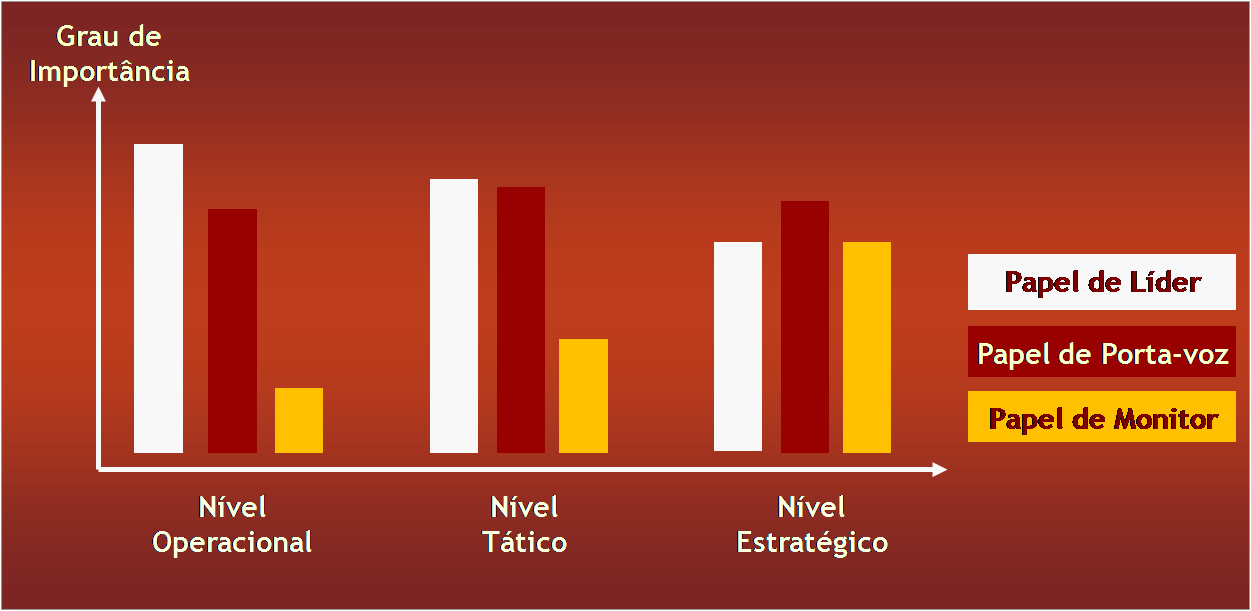 Grau de
Importância
Papel de Líder
Papel de Porta-voz
Papel de Monitor
Nível
Operacional
Nível
Tático
Nível
Estratégico